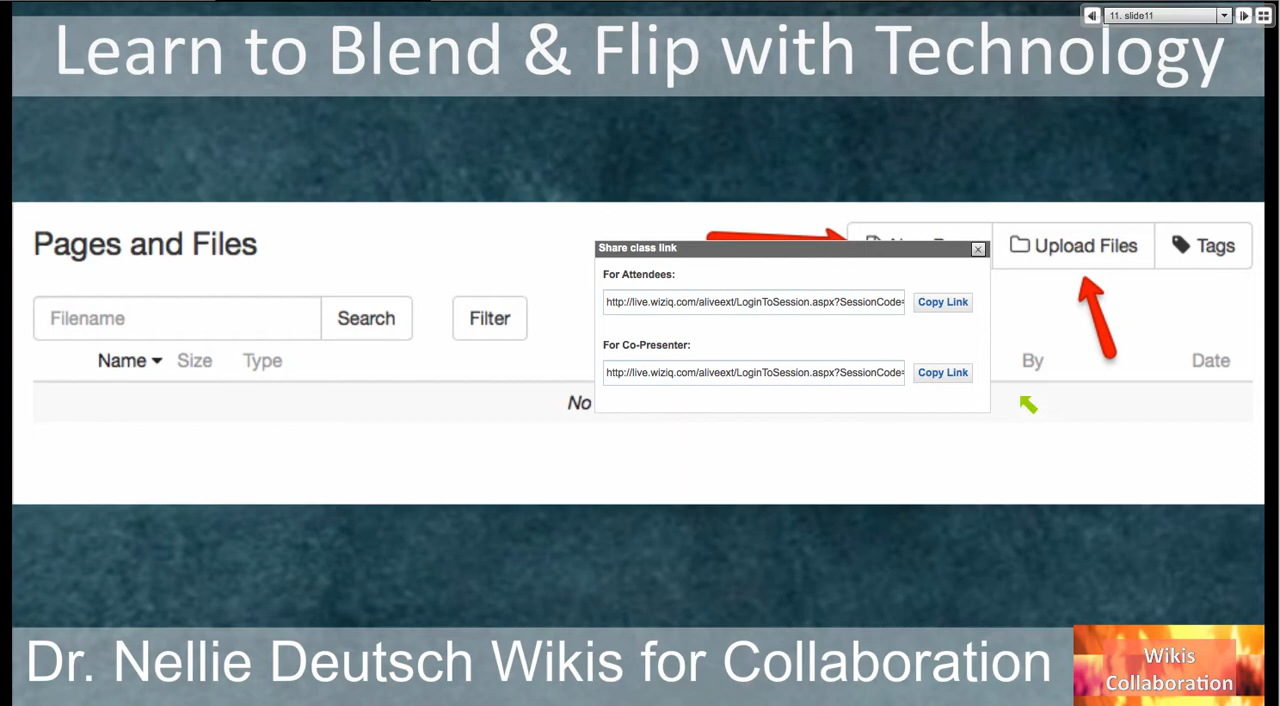 11. slide11
Learn to Blend & Flip with Technology
Pages and Files
Upload Files
Tags
Share class link
For Attendees:
http://live.wiziq.com/aliveext/LoginToSession.aspx?SessionCode=
Copy Link
Filename
Search
Filter
For Co-Presenter:
http://live.wiziq.com/aliveext/LoginToSession.aspx?SessionCode=
Copy Link
Name Size Type By Date
No
Dr. Nellie Deutsch Wikis for Collaboration
Wikis
Collaboration